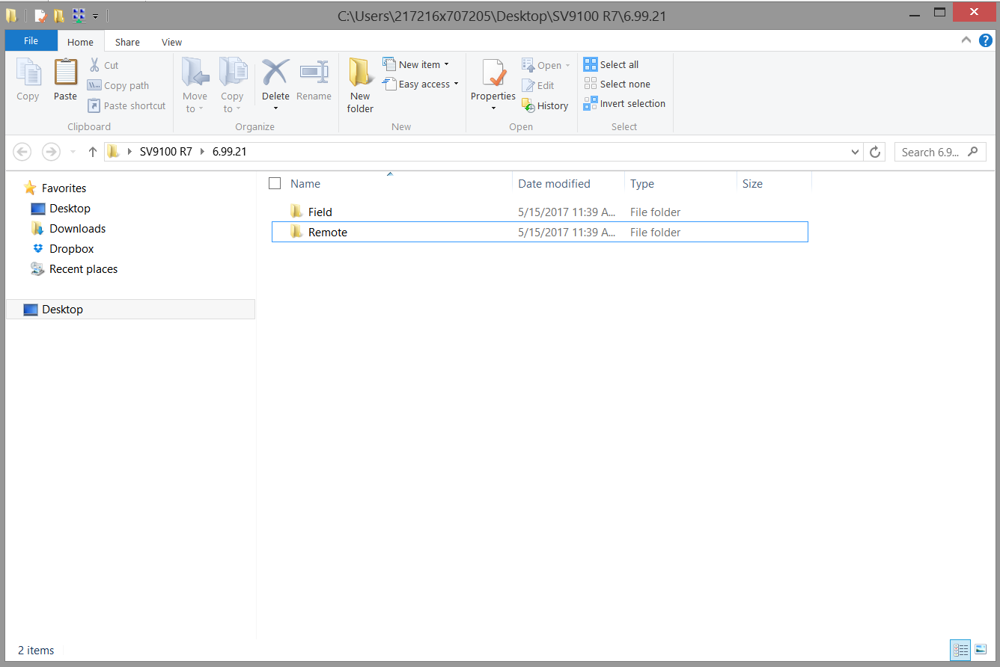 C:\Users\217216x707205\Desktop\SV9100 R7\6.99.21
File Home Share View
Copy
Paste
Cut
Copy path
Paste shortcut
Clipboard
Move to
Copy to
Delete
Rename
Organize
New folder
New item
Easy access
New
Properties
Open
Edit
History
Open
Select all
Select none
Invert selection
Select
SV9100 R7 6.99.21
Search 6.9...
Favorites
Desktop
Downloads
Dropbox
Recent places
Desktop
Name Date modified Type Size
Field 5/15/2017 11:39 A... File folder
Remote 5/15/2017 11:39 A... File folder
2 items